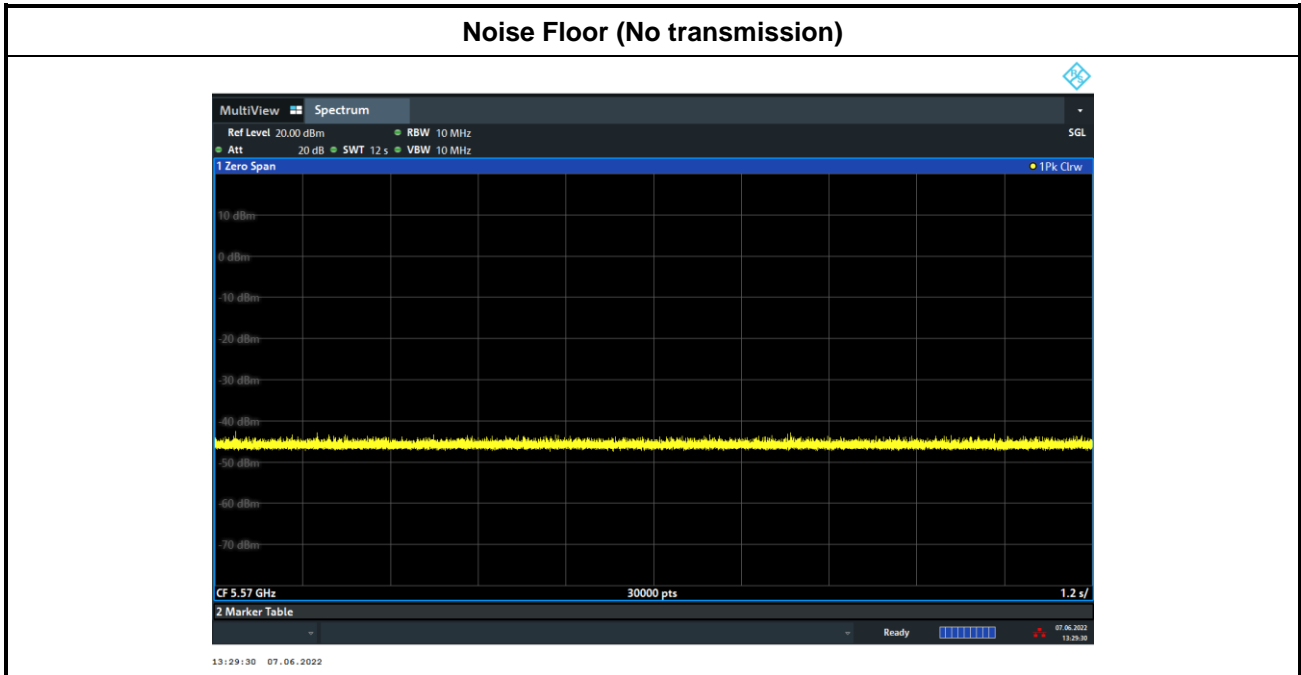 Noise Floor (No transmission)
R S
MultiView Spectrum
Ref Level 20.00 dBm RBW 10 MHz SGL
Att 20 dB SWT 12 s VBW 10 MHz
1 Zero Span 1Pk Clrw
10 dBm
0 dBm
-10 dBm
-20 dBm
-30 dBm
-40 dBm
-50 dBm
-60 dBm
-70 dBm
CF 5.57 GHz 30000 pts 1.2 s/
2 Marker Table
Ready 07.06.2022
13:29:30
13:29:30 07.06.2022